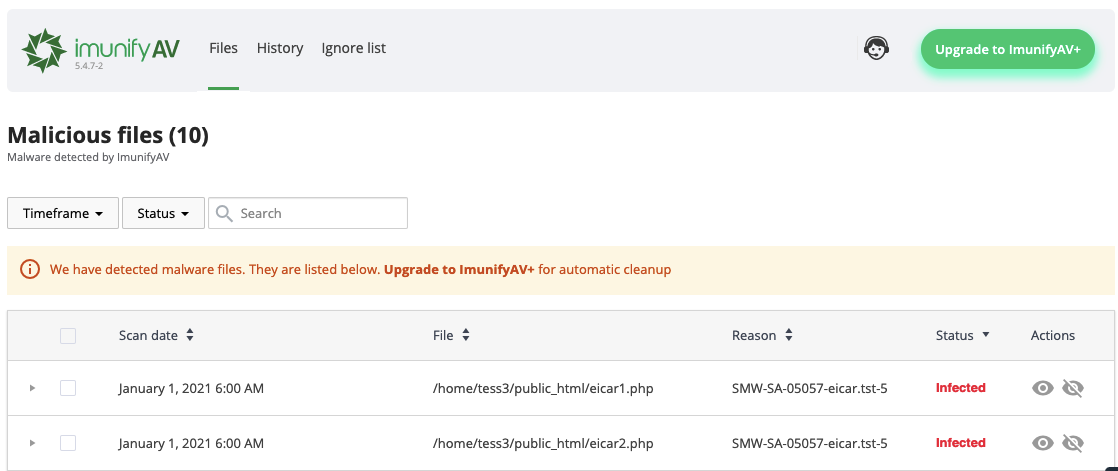 imunify AV Files History Ignore list Upgrade to ImunifyAV+
5.4.7-2
Malicious files (10)
Malware detected by ImunifyAV
Timeframe Status Search
We have detected malware files. They are listed below. Upgrade to ImunifyAV+ for automatic cleanup
Scan date File Reason Status Actions
January 1, 2021 6:00 AM /home/tess3/public_html/eicar1.php SMW-SA-05057-eicar.tst-5 Infected
January 1, 2021 6:00 AM /home/tess3/public_html/eicar2.php SMW-SA-05057-eicar.tst-5 Infected